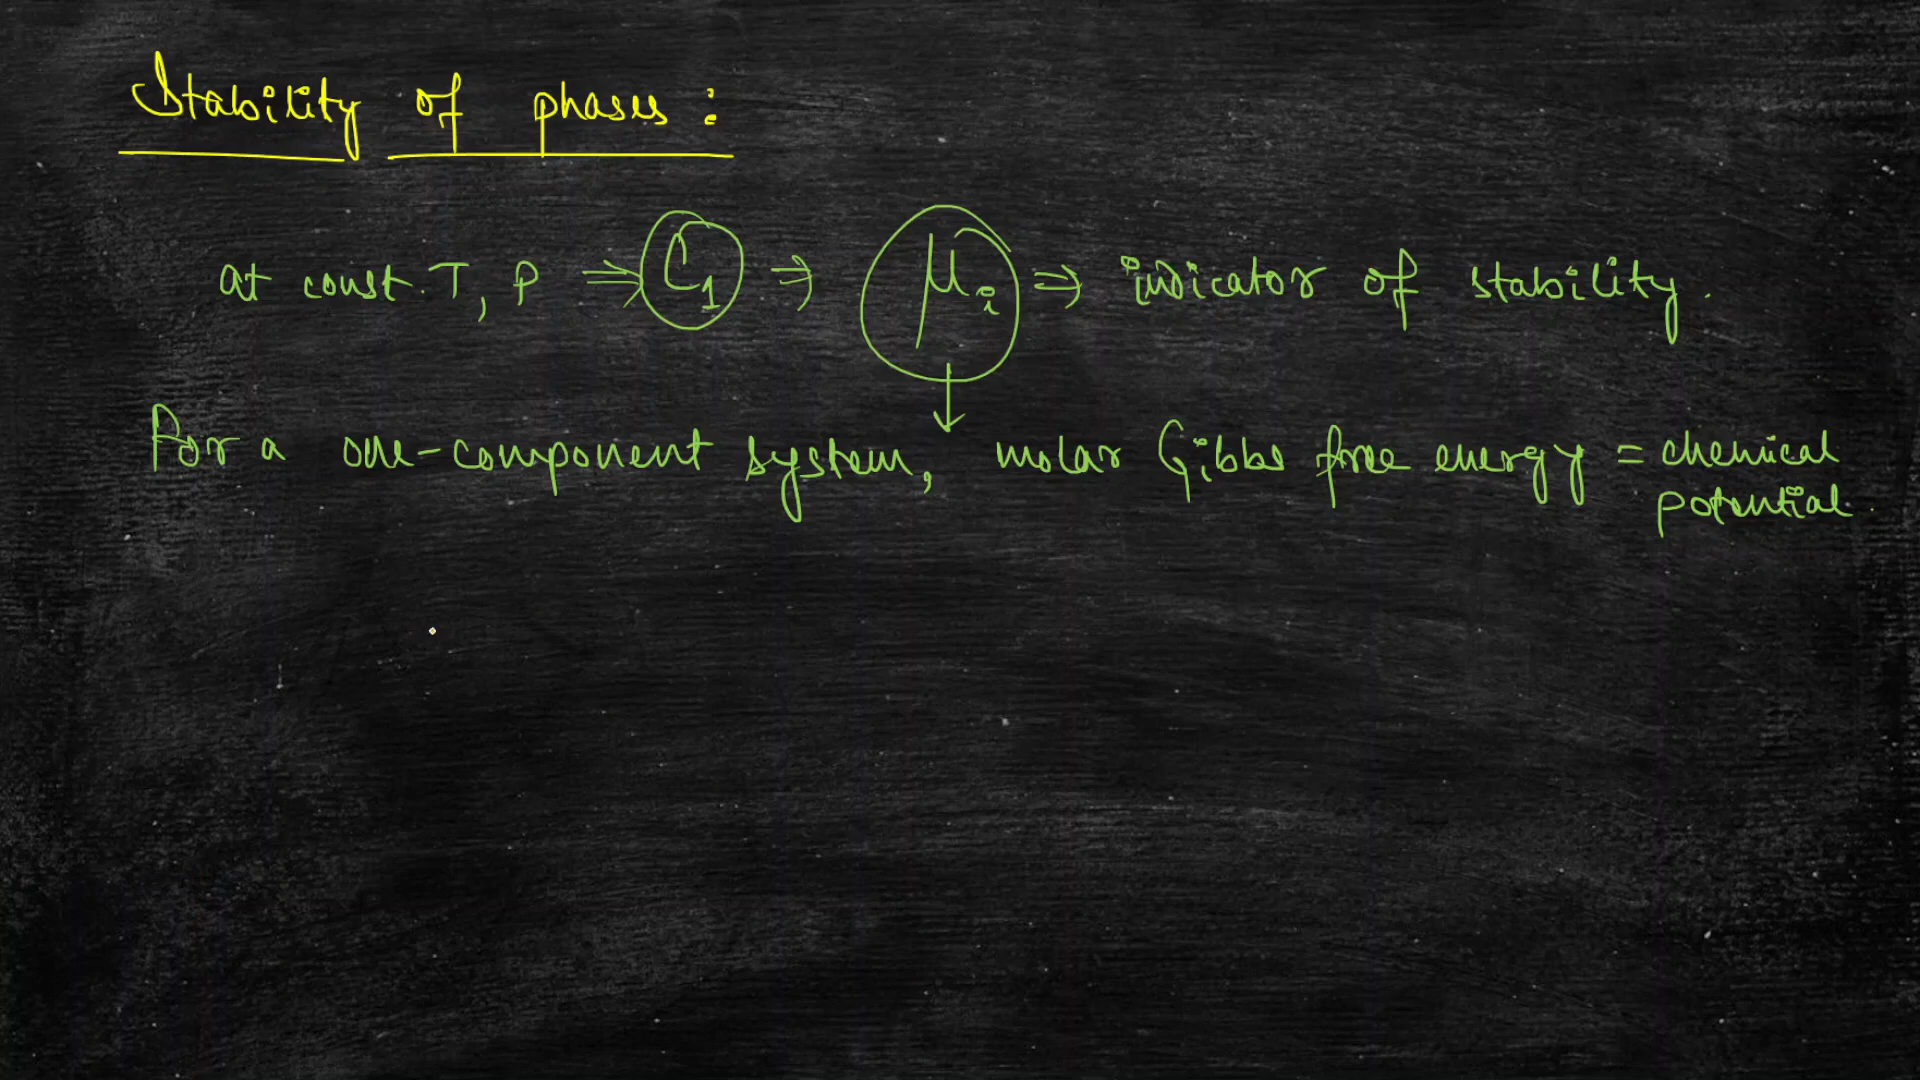 Stability of phases :
at const. T, P ⇒ G ⇒ μi ⇒ indicator of stability.
For a one-component system, molar Gibbs free energy = chemical
potential.